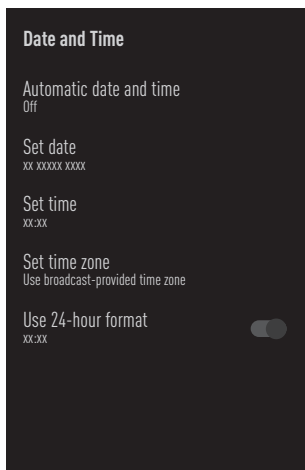 Date and Time
Automatic date and time
Off
Set date
xx xxxxx xxxx
Set time
xx:xx
Set time zone
Use broadcast-provided time zone
Use 24-hour format
xx:xx